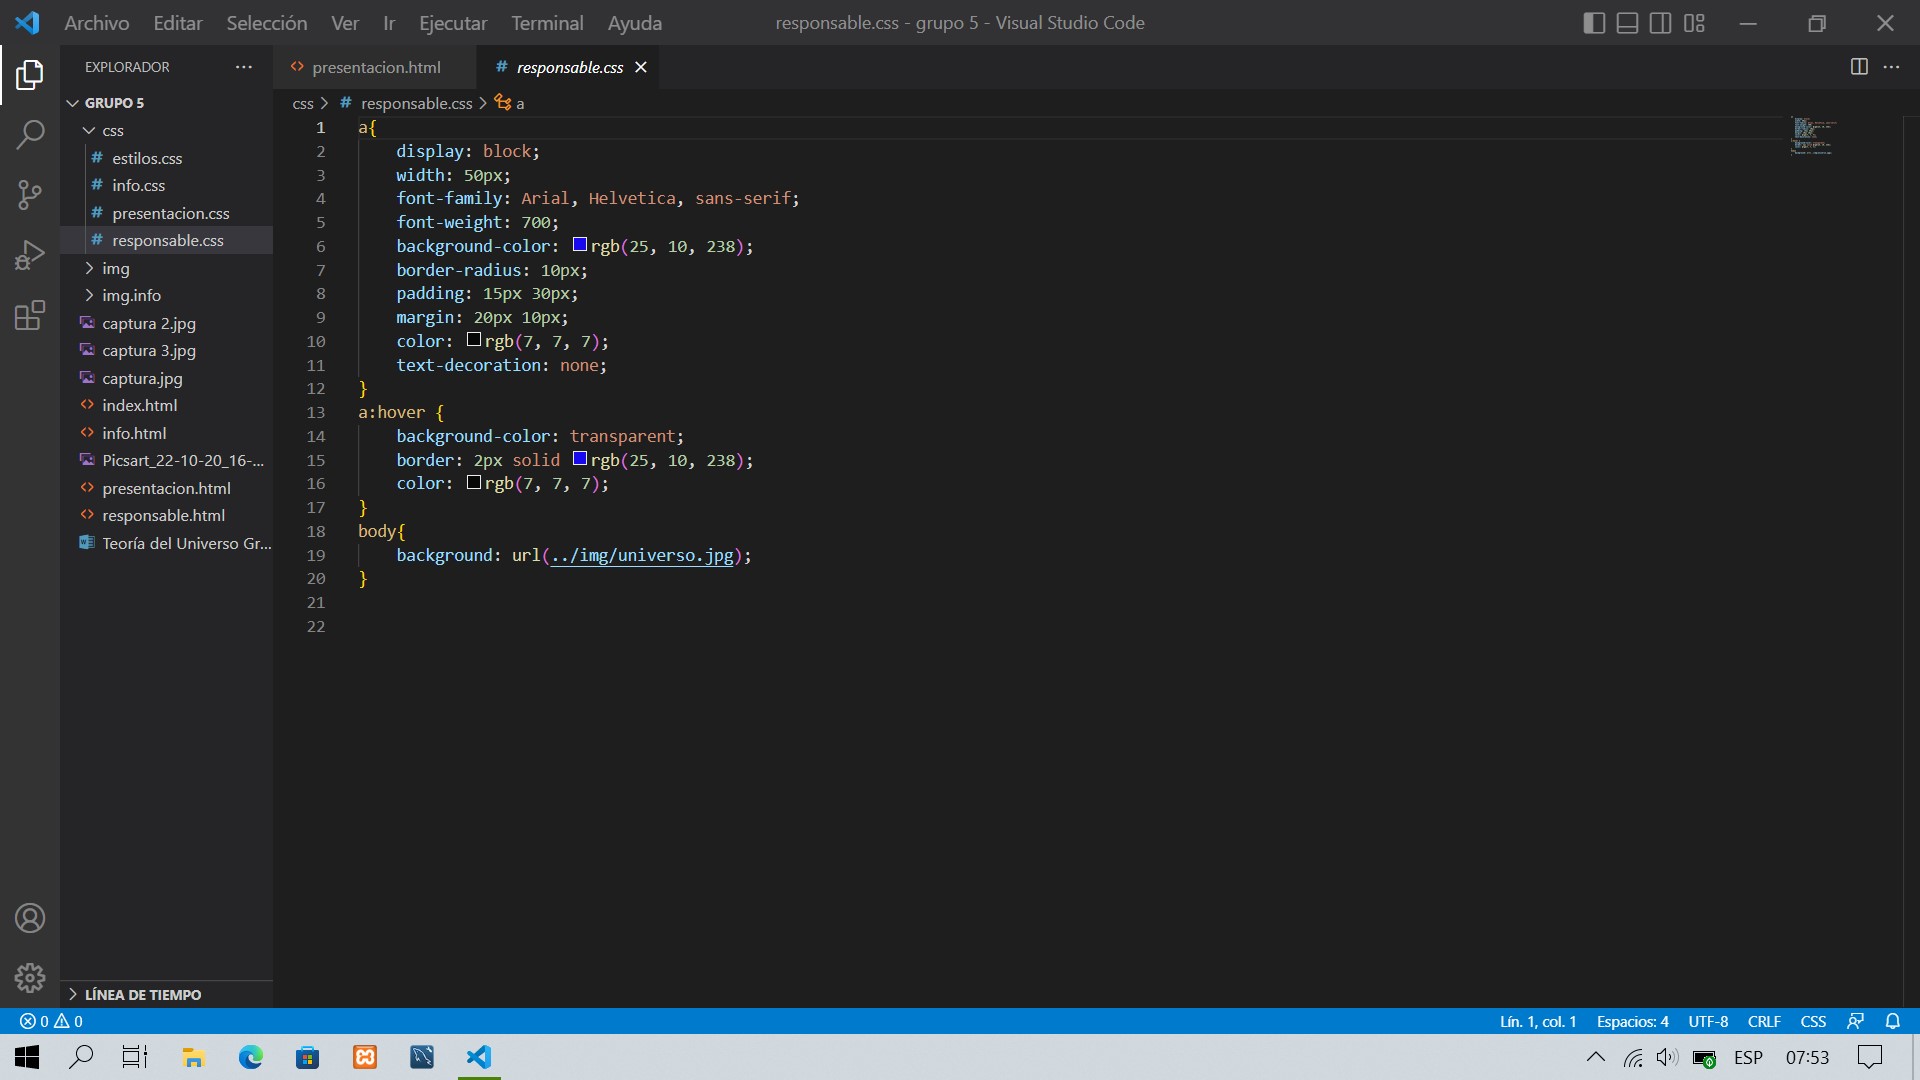 Archivo Editar Selección Ver Ir Ejecutar Terminal Ayuda responsable.css - grupo 5 - Visual Studio Code
EXPLORADOR
GRUPO 5
css
estilos.css
info.css
presentacion.css
responsable.css
img
img.info
captura 2.jpg
captura 3.jpg
captura.jpg
index.html
info.html
Picsart_22-10-20_16-...
presentacion.html
responsable.html
Teoría del Universo Gr...
LÍNEA DE TIEMPO
presentacion.html # responsable.css
css > # responsable.css > a
1 a{
2 display: block;
3 width: 50px;
4 font-family: Arial, Helvetica, sans-serif;
5 font-weight: 700;
6 background-color: rgb(25, 10, 238);
7 border-radius: 10px;
8 padding: 15px 30px;
9 margin: 20px 10px;
10 color: rgb(7, 7, 7);
11 text-decoration: none;
12 }
13 a:hover {
14 background-color: transparent;
15 border: 2px solid rgb(25, 10, 238);
16 color: rgb(7, 7, 7);
17 }
18 body{
19 background: url(../img/universo.jpg);
20 }
21
22
0 0 Lín. 1, col. 1 Espacios: 4 UTF-8 CRLF CSS
ESP 07:53